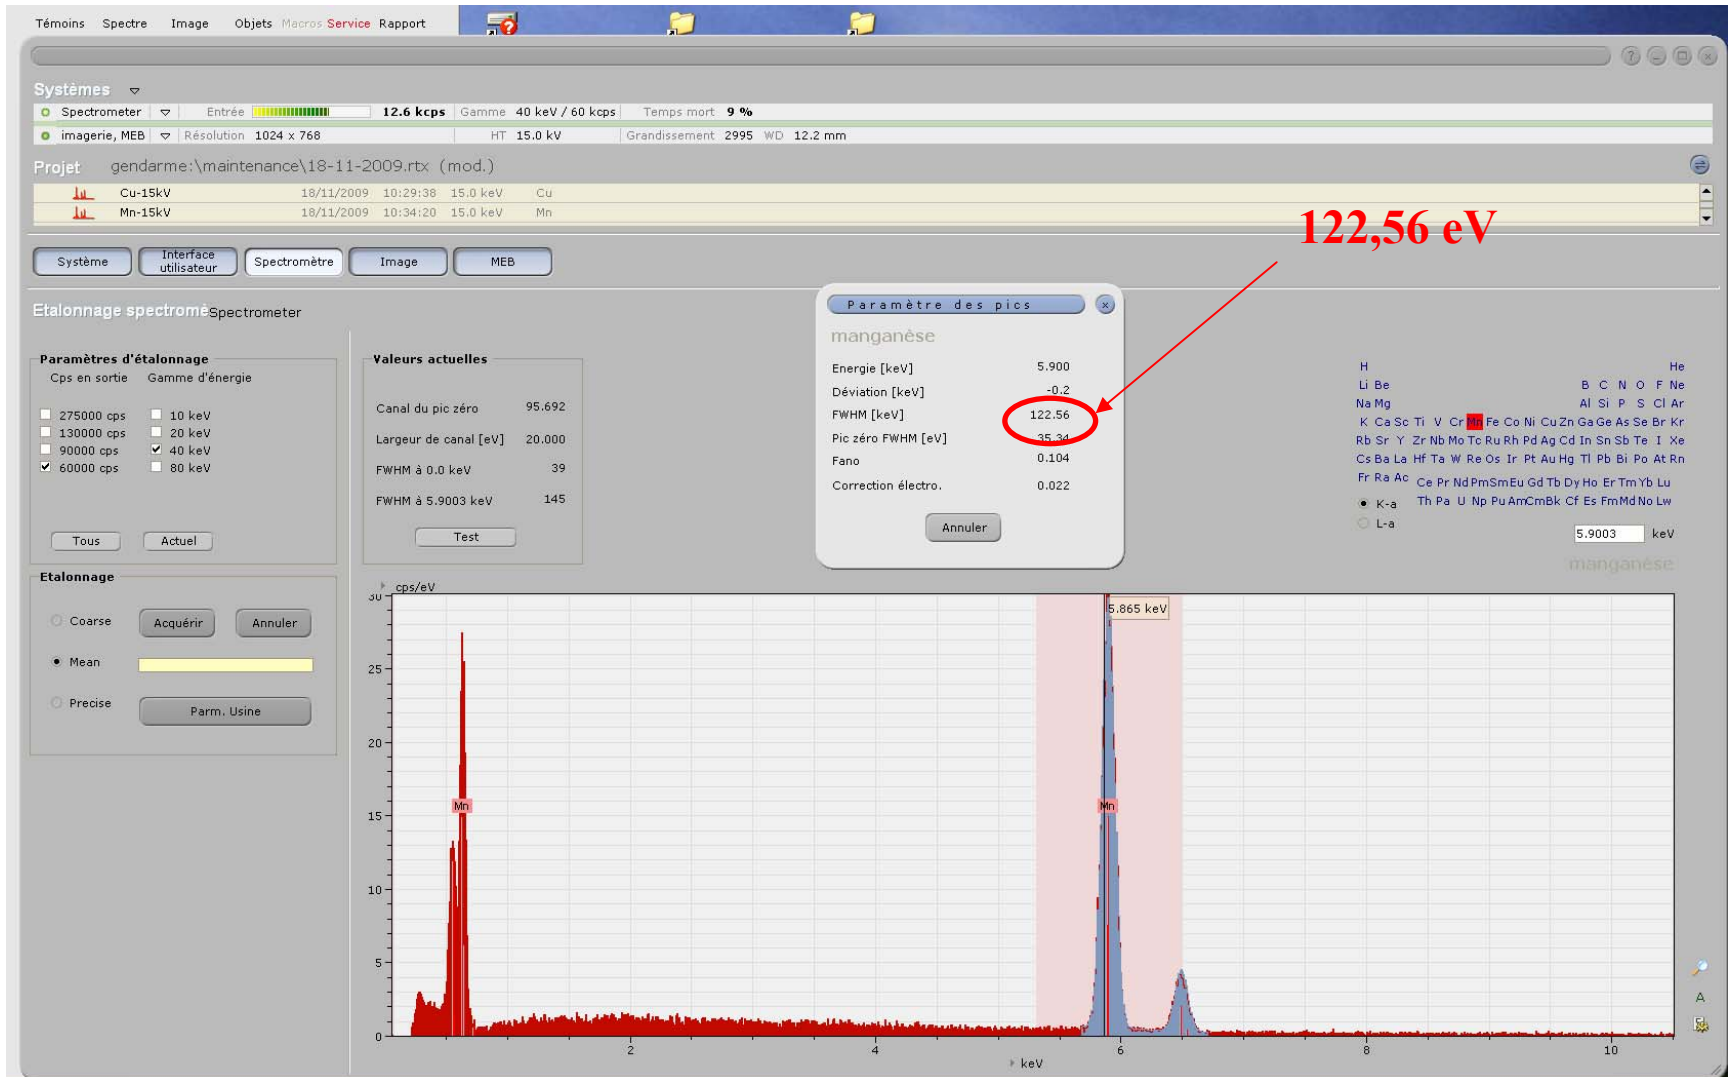 Témoins Spectre Image Objets Macros Service Rapport
Systèmes
Spectrometer Entrée 12.6 kcps Gamme 40 keV / 60 kcps Temps mort 9 %
imagerie, MEB Résolution 1024 x 768 HT 15.0 kV Grandissement 2995 WD 12.2 mm
Projet gendarme:\maintenance\18-11-2009.rtx (mod.)
Cu-15kV 18/11/2009 10:29:38 15.0 keV Cu
Mn-15kV 18/11/2009 10:34:20 15.0 keV Mn
122,56 eV
Système Interface utilisateur Spectromètre Image MEB
Etalonnage spectromè Spectrometer
Paramètres d'étalonnage
Cps en sortie Gamme d'énergie
275000 cps 10 keV
130000 cps 20 keV
90000 cps 40 keV
60000 cps 80 keV
Tous Actuel
Valeurs actuelles
Canal du pic zéro 95.692
Largeur de canal [eV] 20.000
FWHM à 0.0 keV 39
FWHM à 5.9003 keV 145
Test
Paramètre des pics
manganèse
Energie [keV] 5.900
Déviation [keV] -0.2
FWHM [keV] 122.56
Pic zéro FWHM [eV] 35.34
Fano 0.104
Correction électro. 0.022
Annuler
H He
Li Be B C N O F Ne
Na Mg Al Si P S Cl Ar
K Ca Sc Ti V Cr Mn Fe Co Ni Cu Zn Ga Ge As Se Br Kr
Rb Sr Y Zr Nb Mo Tc Ru Rh Pd Ag Cd In Sn Sb Te I Xe
Cs Ba La Hf Ta W Re Os Ir Pt Au Hg Tl Pb Bi Po At Rn
Fr Ra Ac Ce Pr Nd Pm Sm Eu Gd Tb Dy Ho Er Tm Yb Lu
K-a Th Pa U Np Pu Am Cm Bk Cf Es Fm Md No Lw
L-a
5.9003 keV
manganèse
Etalonnage
Coarse Acquérir Annuler
Mean
Precise Parm. Usine
cps/eV
30
25
20
15
10
5
0
5.865 keV
Mn Mn
2 4 6 8 10
keV
A